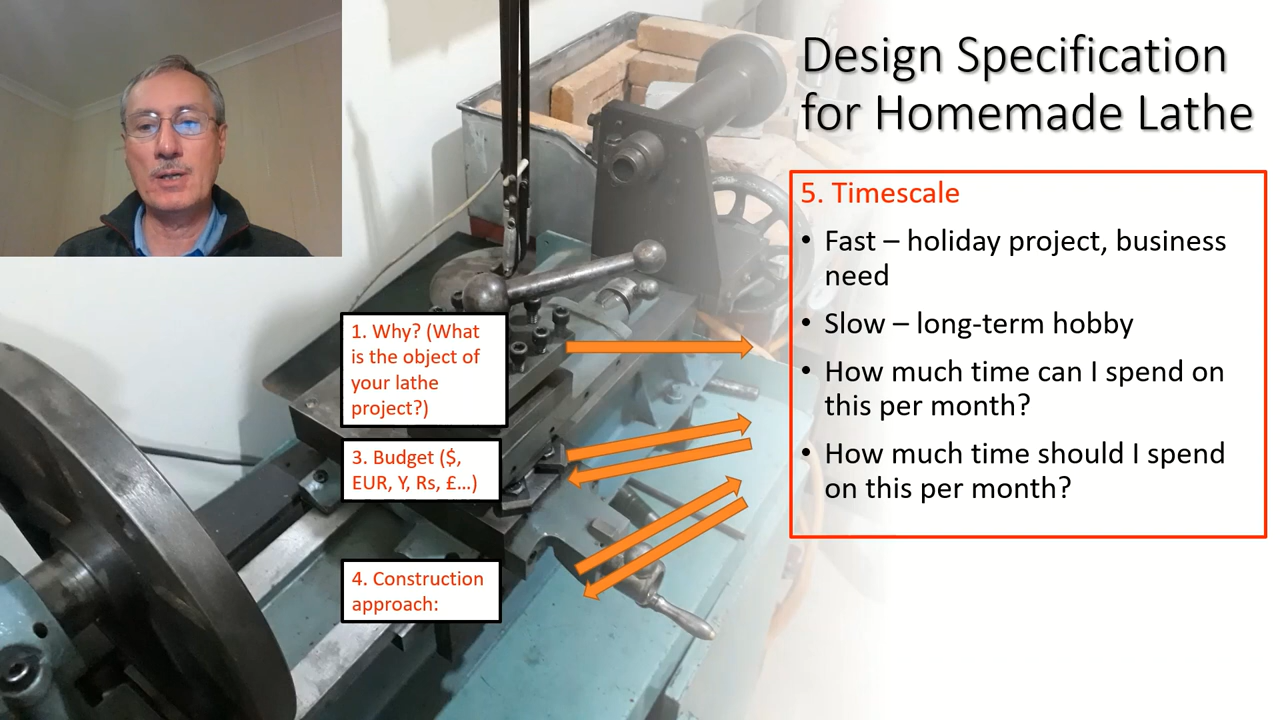 Design Specification
for Homemade Lathe
5. Timescale
• Fast – holiday project, business
need
• Slow – long-term hobby
• How much time can I spend on
this per month?
• How much time should I spend
on this per month?
1. Why? (What
is the object of
your lathe
project?)
3. Budget ($,
EUR, Y, Rs, £…)
4. Construction
approach: